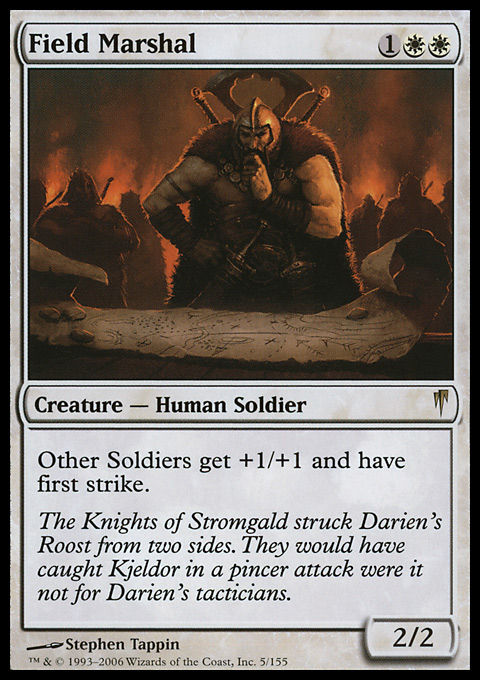 Field Marshal 1
Creature — Human Soldier
Other Soldiers get +1/+1 and have
first strike.
The Knights of Stromgald struck Darien's
Roost from two sides. They would have
caught Kjeldor in a pincer attack were it
not for Darien's tacticians.
Stephen Tappin
2/2
™ & © 1993–2006 Wizards of the Coast, Inc. 5/155